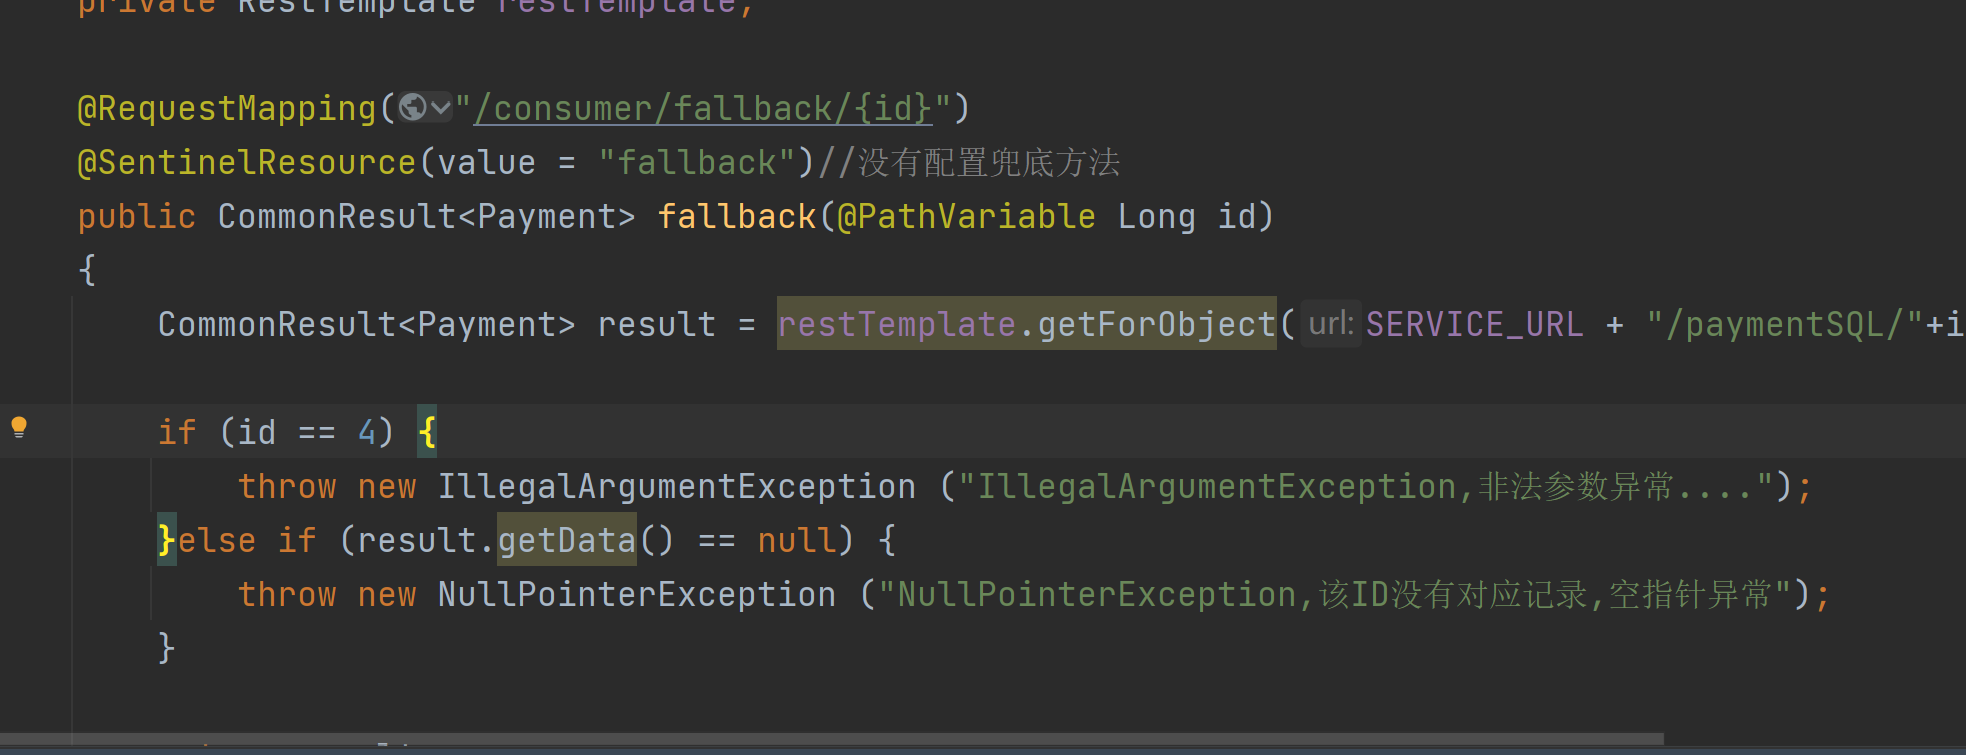 private RestTemplate restTemplate;
@RequestMapping("/consumer/fallback/{id}")
@SentinelResource(value = "fallback")//没有配置兜底方法
public CommonResult<Payment> fallback(@PathVariable Long id)
{
CommonResult<Payment> result = restTemplate.getForObject( url: SERVICE_URL + "/paymentSQL/"+i
if (id == 4) {
throw new IllegalArgumentException ("IllegalArgumentException,非法参数异常....");
}else if (result.getData() == null) {
throw new NullPointerException ("NullPointerException,该ID没有对应记录,空指针异常");
}